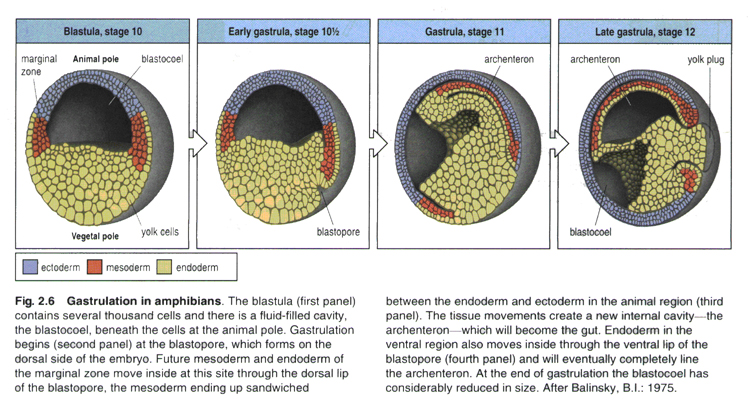 Blastula, stage 10
Early gastrula, stage 10½
Gastrula, stage 11
Late gastrula, stage 12
marginal
zone
Animal pole
blastocoel
Vegetal pole
yolk cells
blastopore
archenteron
archenteron
yolk plug
blastocoel
ectoderm mesoderm endoderm
Fig. 2.6 Gastrulation in amphibians. The blastula (first panel)
contains several thousand cells and there is a fluid-filled cavity,
the blastocoel, beneath the cells at the animal pole. Gastrulation
begins (second panel) at the blastopore, which forms on the
dorsal side of the embryo. Future mesoderm and endoderm of
the marginal zone move inside at this site through the dorsal lip
of the blastopore, the mesoderm ending up sandwiched
between the endoderm and ectoderm in the animal region (third
panel). The tissue movements create a new internal cavity—the
archenteron—which will become the gut. Endoderm in the
ventral region also moves inside through the ventral lip of the
blastopore (fourth panel) and will eventually completely line
the archenteron. At the end of gastrulation the blastocoel has
considerably reduced in size. After Balinsky, B.I.: 1975.